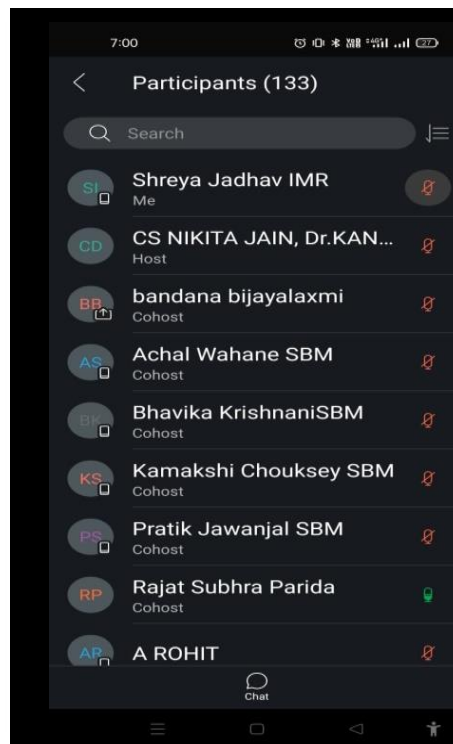 7:00
27
Participants (133)
Search
SI
Shreya Jadhav IMR
Me
CD
CS NIKITA JAIN, Dr.KAN...
Host
BB
bandana bijayalaxmi
Cohost
AS
Achal Wahane SBM
Cohost
BK
Bhavika KrishnaniSBM
Cohost
KS
Kamakshi Chouksey SBM
Cohost
PS
Pratik Jawanjal SBM
Cohost
RP
Rajat Subhra Parida
Cohost
AR
A ROHIT
Chat